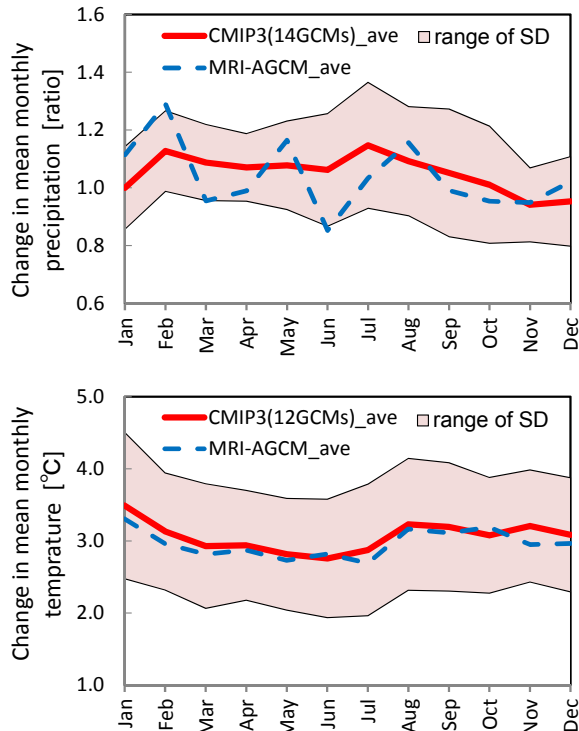 Change in mean monthly
precipitation [ratio]
1.6
1.4
1.2
1.0
0.8
0.6
CMIP3(14GCMs)_ave
range of SD
MRI-AGCM_ave
Jan
Feb
Mar
Apr
May
Jun
Jul
Aug
Sep
Oct
Nov
Dec
Change in mean monthly
temprature [℃]
5.0
4.0
3.0
2.0
1.0
CMIP3(12GCMs)_ave
range of SD
MRI-AGCM_ave
Jan
Feb
Mar
Apr
May
Jun
Jul
Aug
Sep
Oct
Nov
Dec